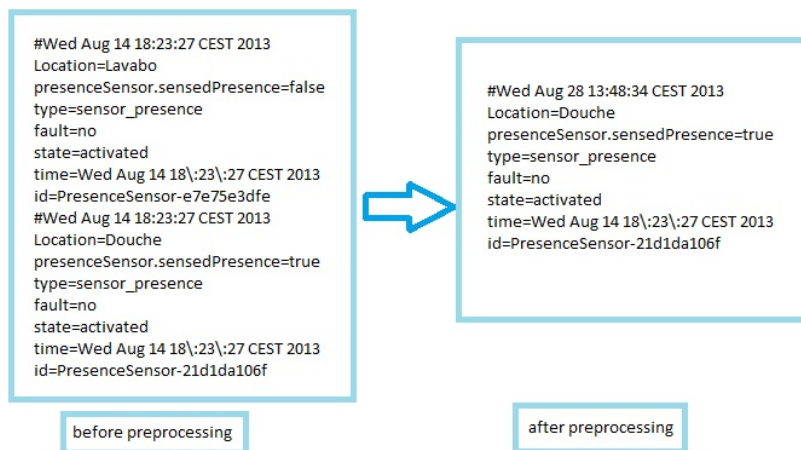 #Wed Aug 14 18:23:27 CEST 2013
Location=Lavabo
presenceSensor.sensedPresence=false
type=sensor_presence
fault=no
state=activated
time=Wed Aug 14 18\:23\:27 CEST 2013
id=PresenceSensor-e7e75e3dfe
#Wed Aug 14 18:23:27 CEST 2013
Location=Douche
presenceSensor.sensedPresence=true
type=sensor_presence
fault=no
state=activated
time=Wed Aug 14 18\:23\:27 CEST 2013
id=PresenceSensor-21d1da106f
before preprocessing
#Wed Aug 28 13:48:34 CEST 2013
Location=Douche
presenceSensor.sensedPresence=true
type=sensor_presence
fault=no
state=activated
time=Wed Aug 14 18\:23\:27 CEST 2013
id=PresenceSensor-21d1da106f
after preprocessing